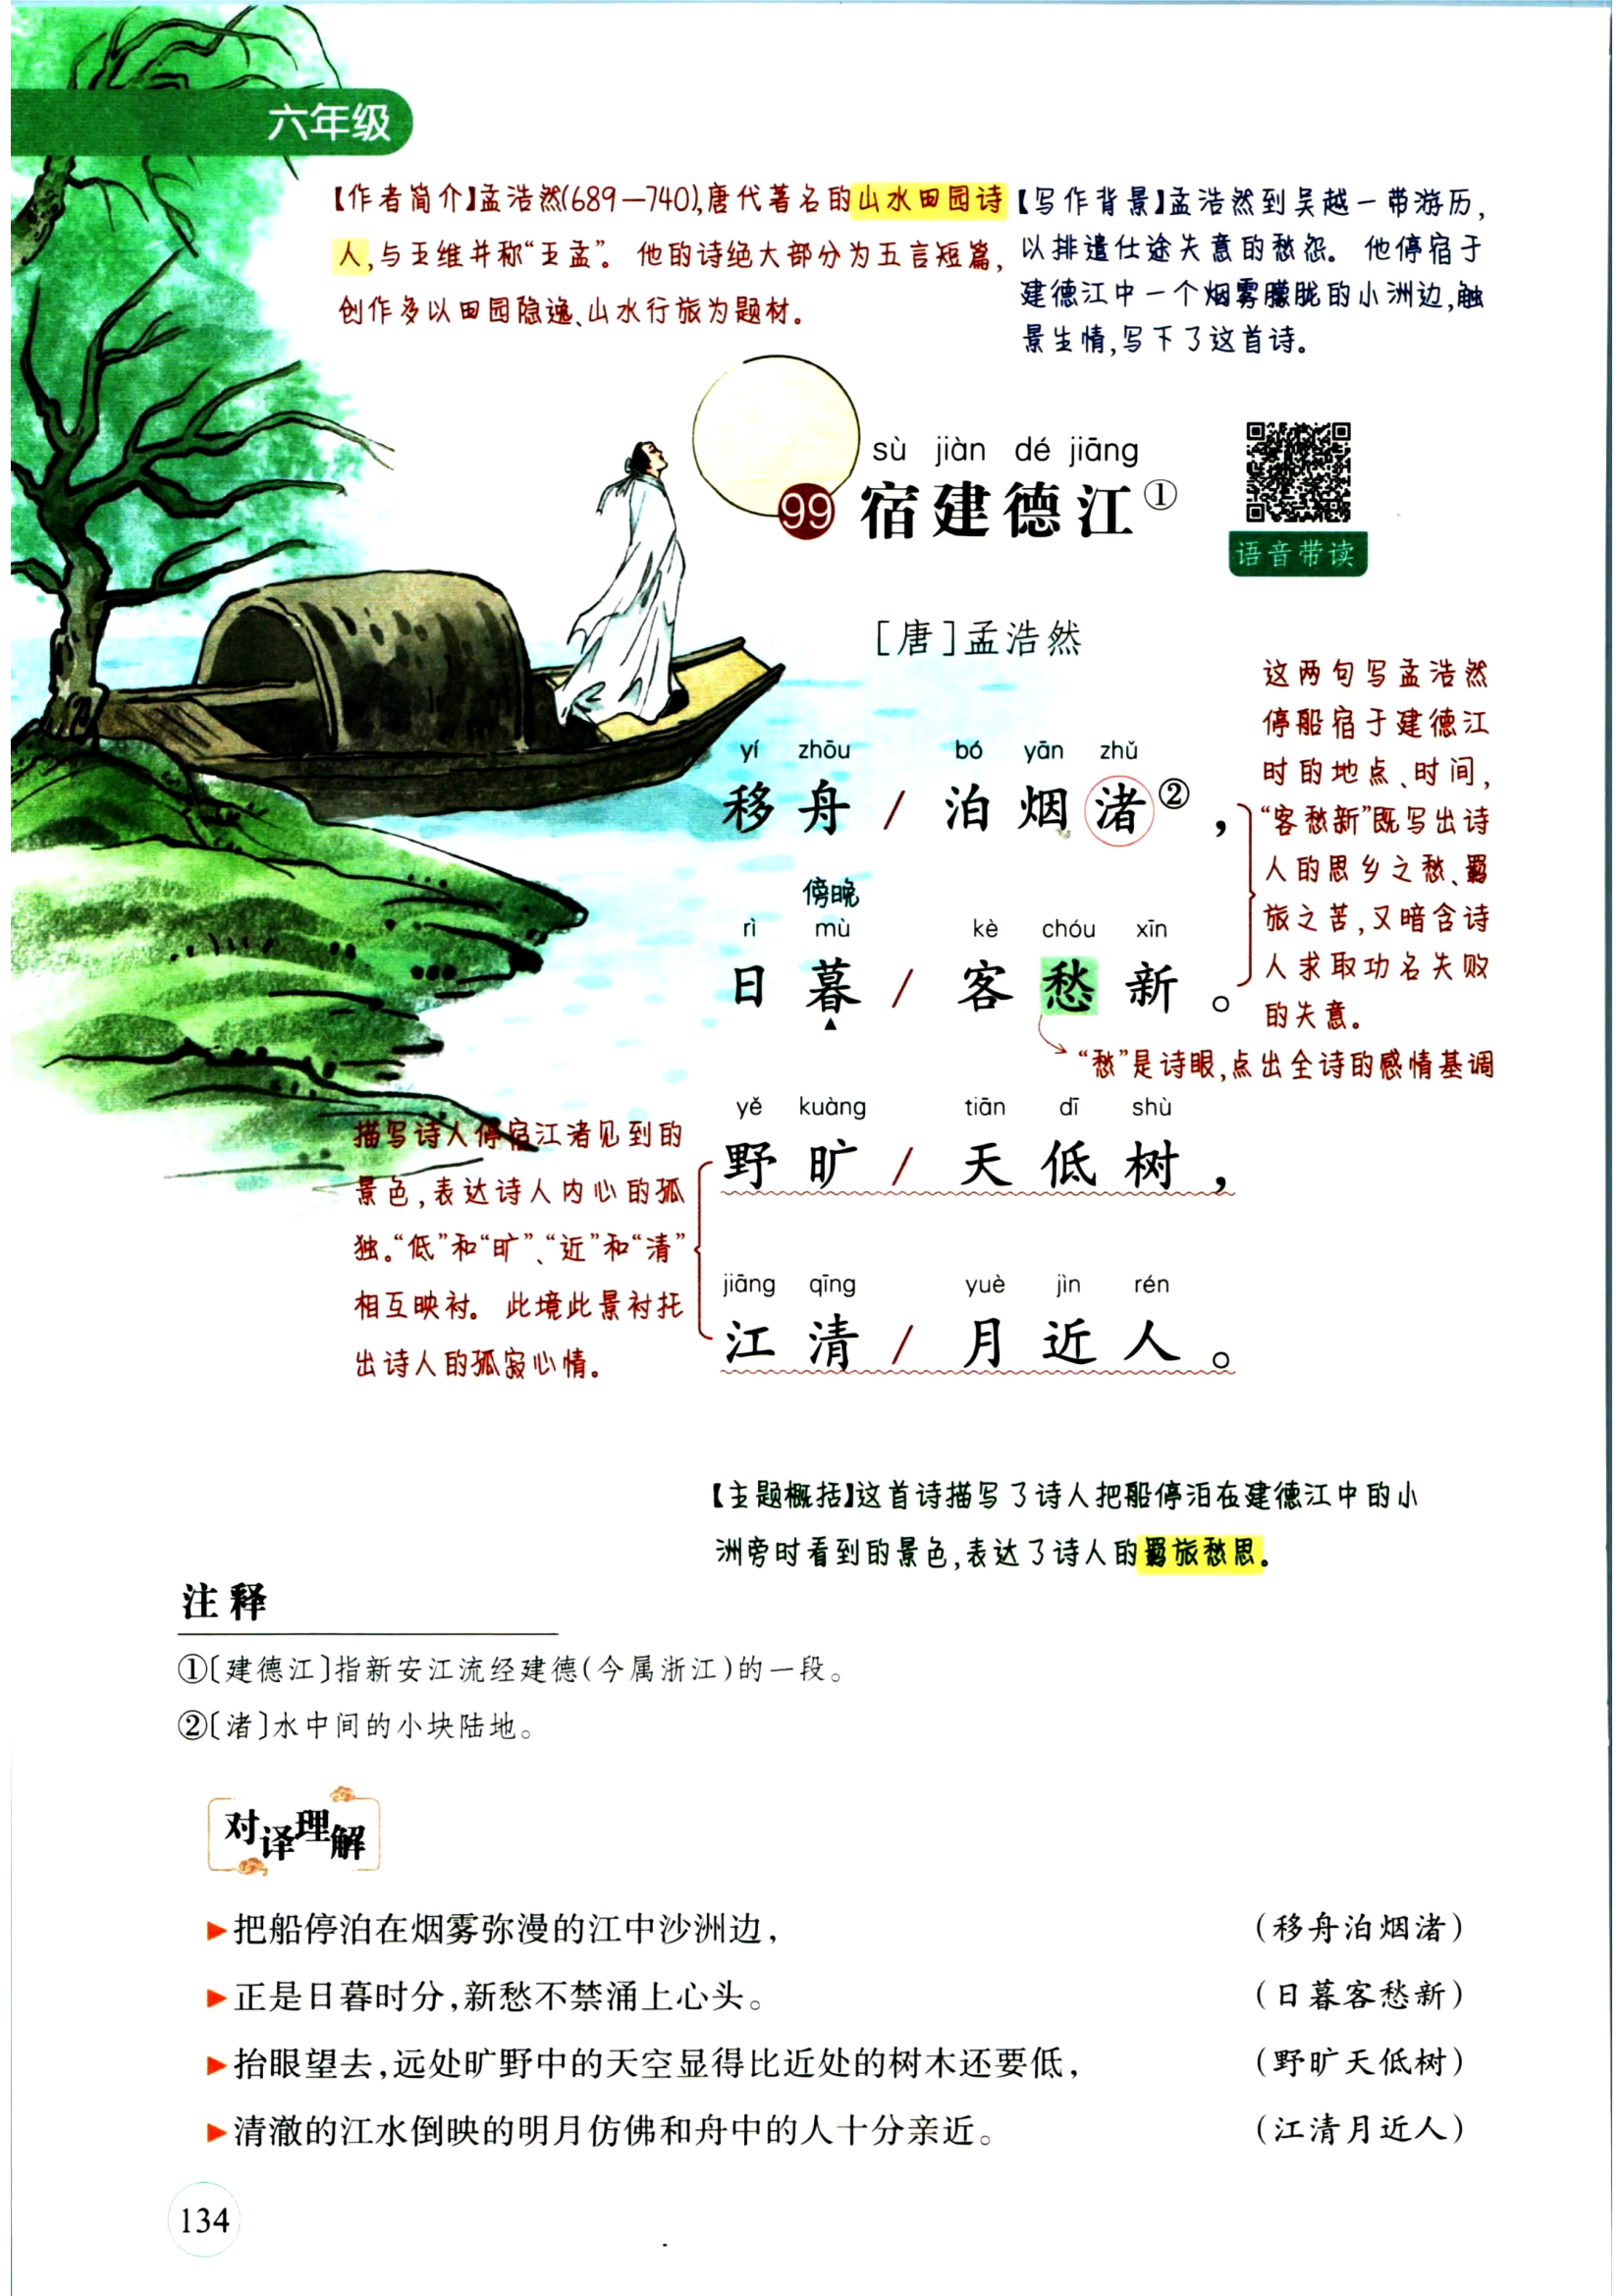 六年级
【作者简介】孟浩然(689—740),唐代著名的山水田园诗
人,与王维并称“王孟”。他的诗绝大部分为五言短篇,
创作多以田园隐逸、山水行旅为题材。
【写作背景】孟浩然到吴越一带游历,
以排遣仕途失意的愁怨。他停宿于
建德江中一个烟雾朦胧的小洲边,触
景生情,写下了这首诗。
sù jiàn dé jiāng
99 宿建德江①
语音带读
[唐]孟浩然
yí zhōu bó yān zhǔ
移舟/泊烟渚②,
傍晚
rì mù kè chóu xīn
日暮/客愁新。
这两句写孟浩然
停船宿于建德江
时的地点、时间,
“客愁新”既写出诗
人的思乡之愁、羁
旅之苦,又暗含诗
人求取功名失败
的失意。
“愁”是诗眼,点出全诗的感情基调
yě kuàng tiān dī shù
野旷/天低树,
jiāng qīng yuè jìn rén
江清/月近人。
描写诗人停宿江渚见到的
景色,表达诗人内心的孤
独。“低”和“旷”、“近”和“清”
相互映衬。此境此景衬托
出诗人的孤寂心情。
【主题概括】这首诗描写了诗人把船停泊在建德江中的小
洲旁时看到的景色,表达了诗人的羁旅愁思。
注释
①〔建德江〕指新安江流经建德(今属浙江)的一段。
②〔渚〕水中间的小块陆地。
对译理解
▶把船停泊在烟雾弥漫的江中沙洲边, (移舟泊烟渚)
▶正是日暮时分,新愁不禁涌上心头。 (日暮客愁新)
▶抬眼望去,远处旷野中的天空显得比近处的树木还要低, (野旷天低树)
▶清澈的江水倒映的明月仿佛和舟中的人十分亲近。 (江清月近人)
134